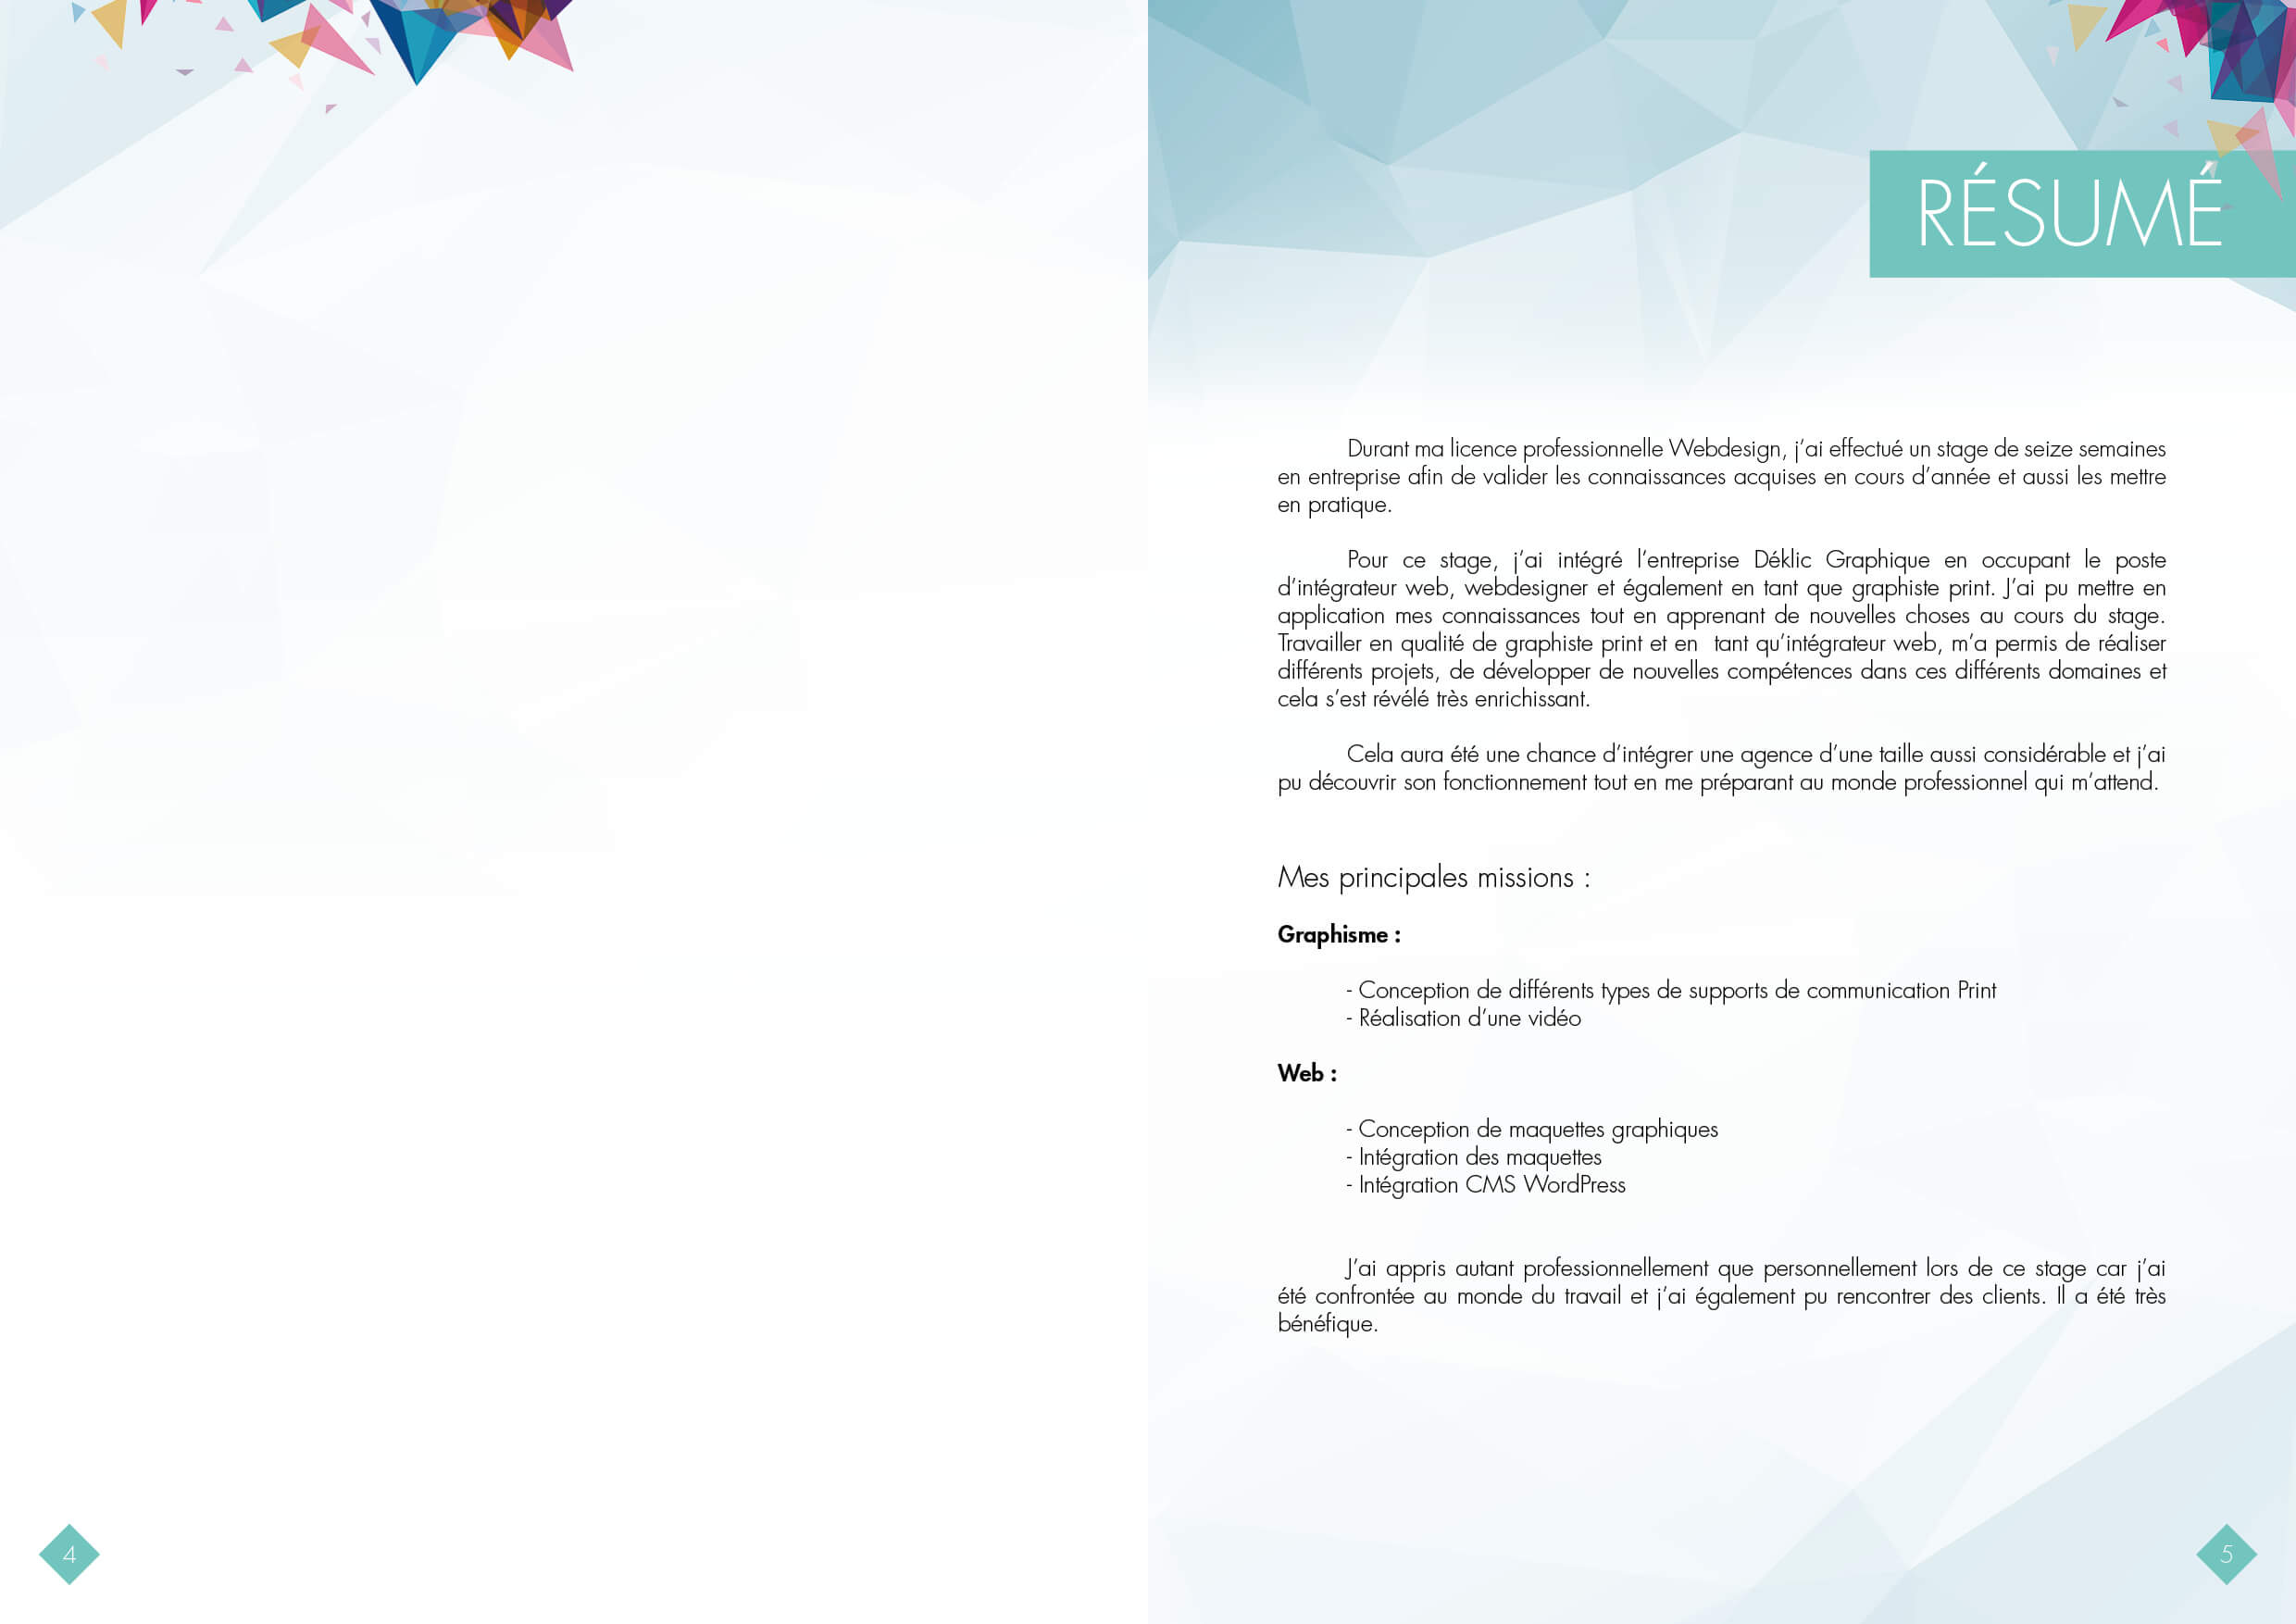 RÉSUMÉ
Durant ma licence professionnelle Webdesign, j’ai effectué un stage de seize semaines
en entreprise afin de valider les connaissances acquises en cours d’année et aussi les mettre
en pratique.
Pour ce stage, j’ai intégré l’entreprise Déklic Graphique en occupant le poste
d’intégrateur web, webdesigner et également en tant que graphiste print. J’ai pu mettre en
application mes connaissances tout en apprenant de nouvelles choses au cours du stage.
Travailler en qualité de graphiste print et en  tant qu’intégrateur web, m’a permis de réaliser
différents projets, de développer de nouvelles compétences dans ces différents domaines et
cela s’est révélé très enrichissant.
Cela aura été une chance d’intégrer une agence d’une taille aussi considérable et j’ai
pu découvrir son fonctionnement tout en me préparant au monde professionnel qui m’attend.
Mes principales missions :
Graphisme :
- Conception de différents types de supports de communication Print
- Réalisation d’une vidéo
Web :
- Conception de maquettes graphiques
- Intégration des maquettes
- Intégration CMS WordPress
J’ai appris autant professionnellement que personnellement lors de ce stage car j’ai
été confrontée au monde du travail et j’ai également pu rencontrer des clients. Il a été très
bénéfique.
4
5